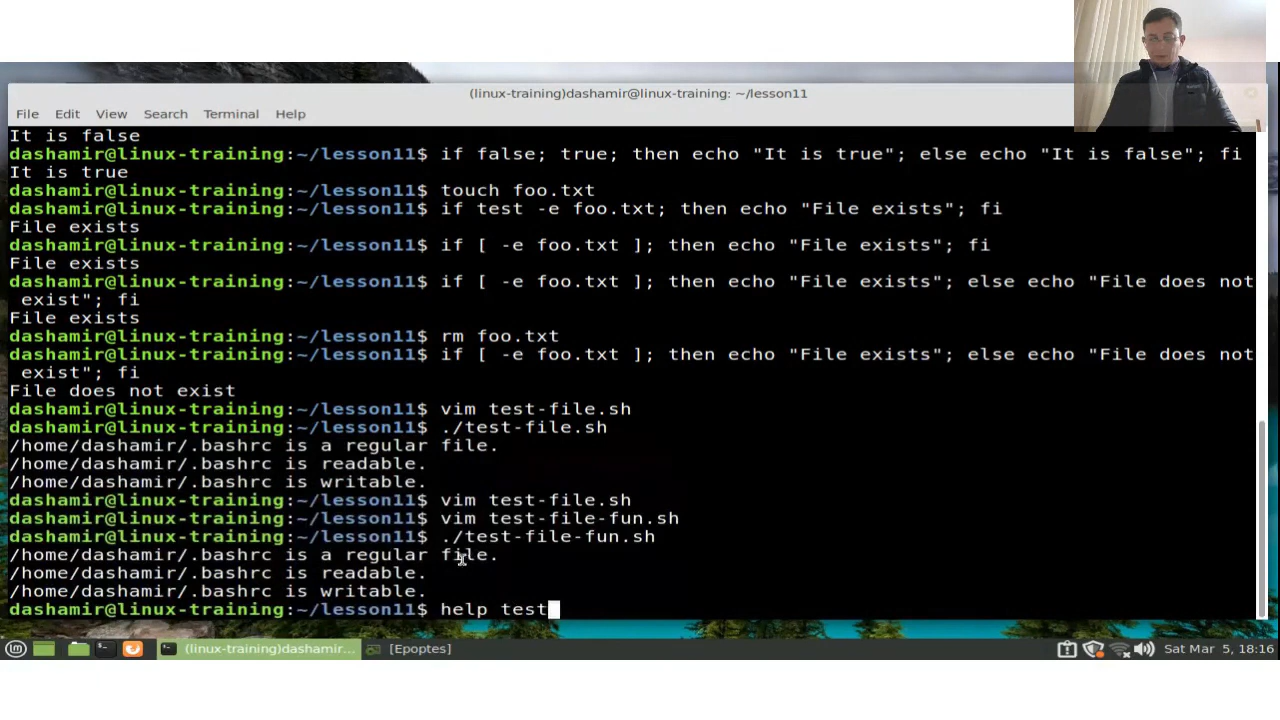 (linux-training)dashamir@linux-training: ~/lesson11
File Edit View Search Terminal Help
It is false
dashamir@linux-training:~/lesson11$ if false; true; then echo "It is true"; else echo "It is false"; fi
It is true
dashamir@linux-training:~/lesson11$ touch foo.txt
dashamir@linux-training:~/lesson11$ if test -e foo.txt; then echo "File exists"; fi
File exists
dashamir@linux-training:~/lesson11$ if [ -e foo.txt ]; then echo "File exists"; fi
File exists
dashamir@linux-training:~/lesson11$ if [ -e foo.txt ]; then echo "File exists"; else echo "File does not
 exist"; fi
File exists
dashamir@linux-training:~/lesson11$ rm foo.txt
dashamir@linux-training:~/lesson11$ if [ -e foo.txt ]; then echo "File exists"; else echo "File does not
 exist"; fi
File does not exist
dashamir@linux-training:~/lesson11$ vim test-file.sh
dashamir@linux-training:~/lesson11$ ./test-file.sh
/home/dashamir/.bashrc is a regular file.
/home/dashamir/.bashrc is readable.
/home/dashamir/.bashrc is writable.
dashamir@linux-training:~/lesson11$ vim test-file.sh
dashamir@linux-training:~/lesson11$ vim test-file-fun.sh
dashamir@linux-training:~/lesson11$ ./test-file-fun.sh
/home/dashamir/.bashrc is a regular file.
/home/dashamir/.bashrc is readable.
/home/dashamir/.bashrc is writable.
dashamir@linux-training:~/lesson11$ help test
(linux-training)dashamir... [Epoptes] Sat Mar 5, 18:16